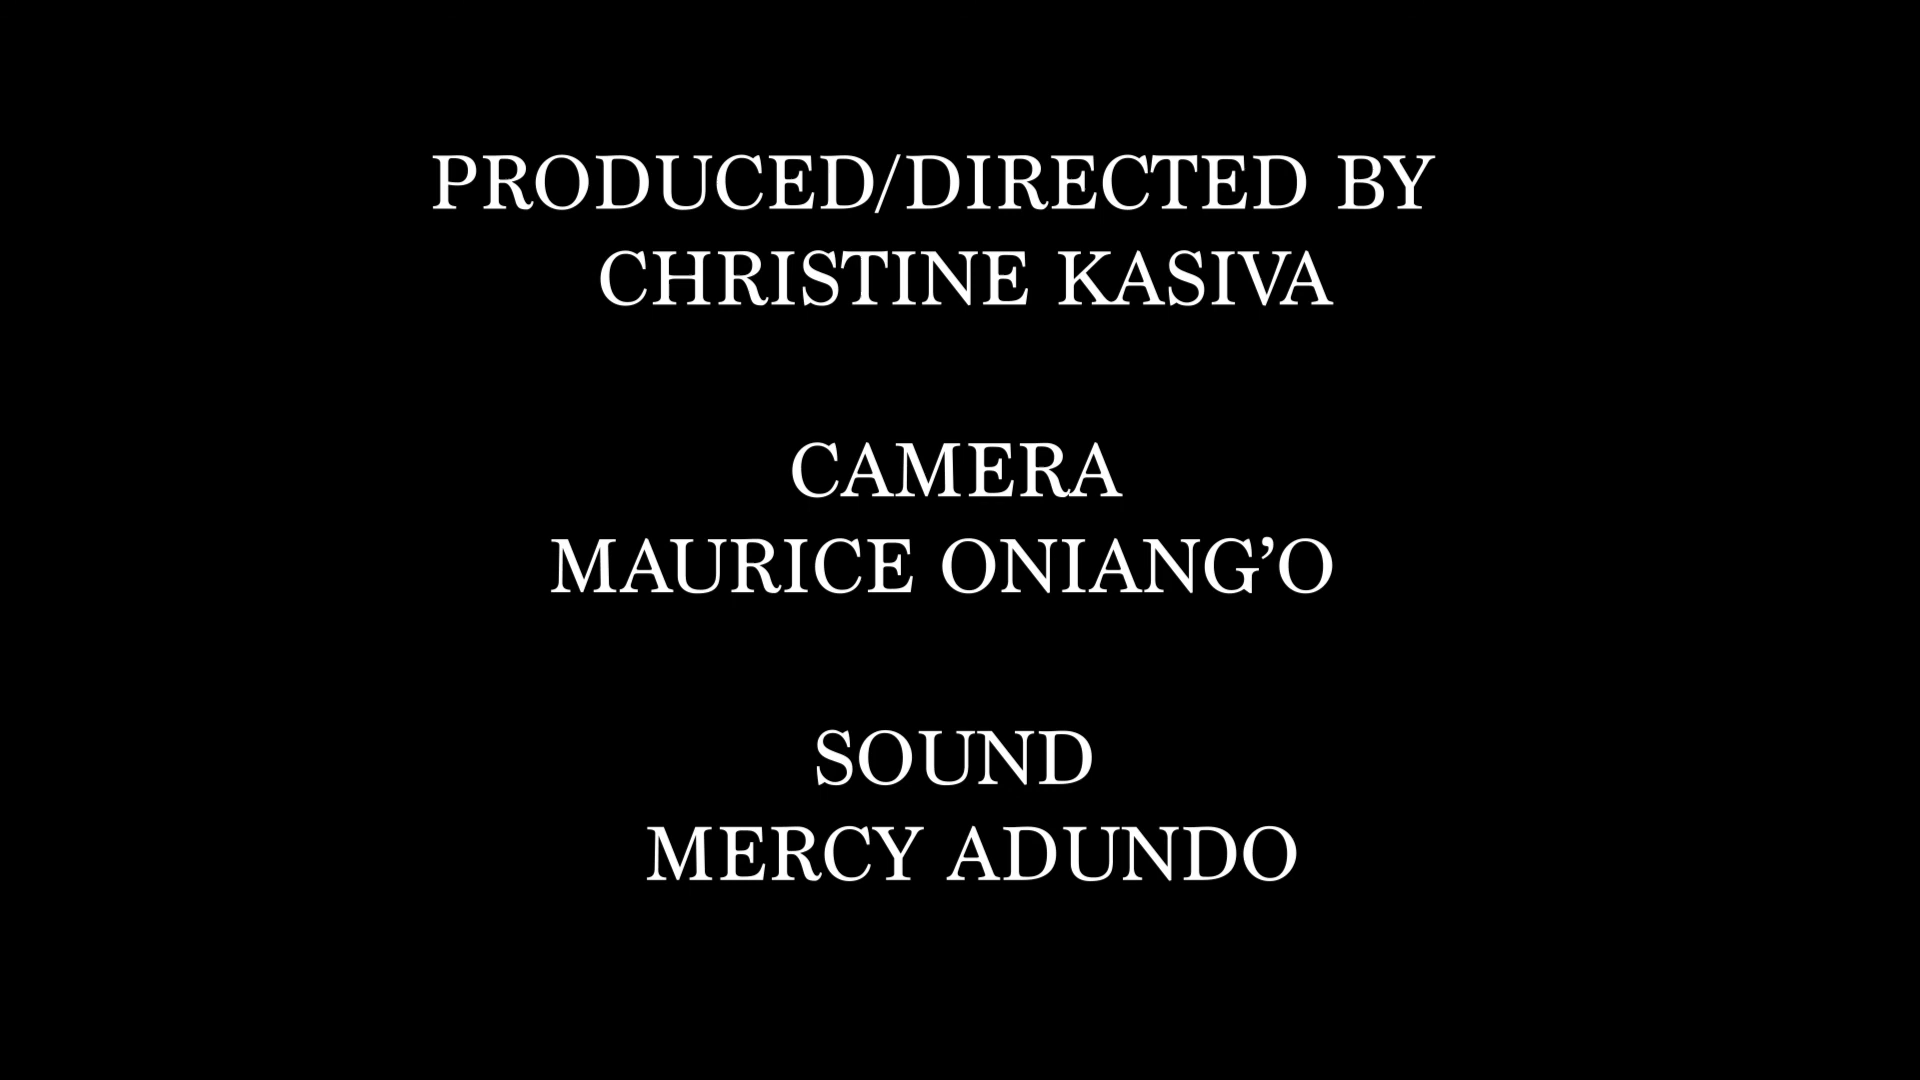 PRODUCED/DIRECTED BY
CHRISTINE KASIVA
CAMERA
MAURICE ONIANG’O
SOUND
MERCY ADUNDO